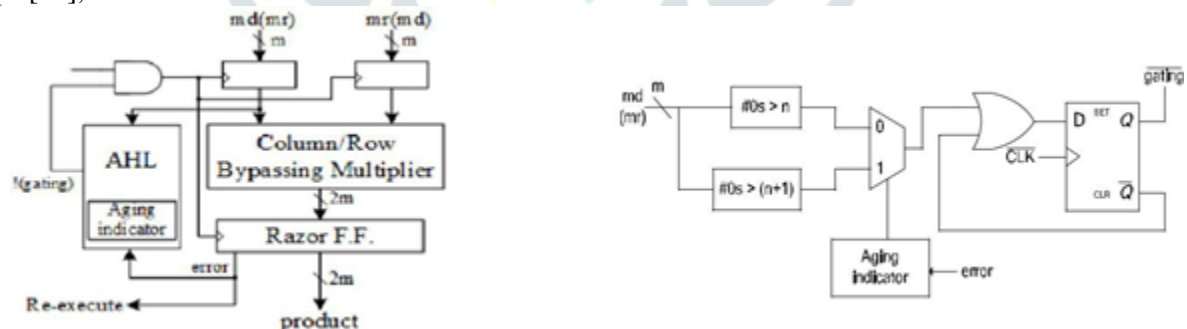 md(mr)
mr(md)
m
m
AHL
Aging
indicator
!(gating)
Column/Row
Bypassing Multiplier
2m
Razor F.F.
error
2m
Re-execute
product
md
(mr)
m
#0s > n
#0s > (n+1)
0
1
Aging
indicator
error
D
SET
Q
CLK
CLR
Q
gating